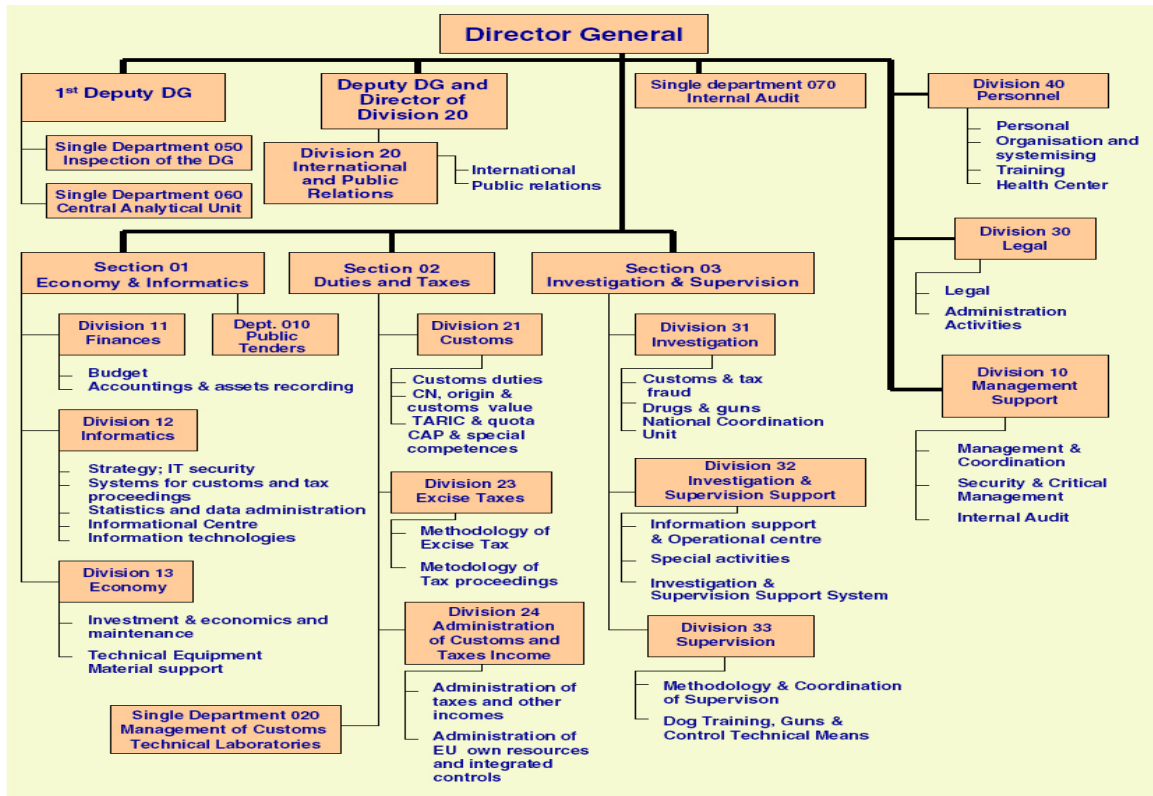 Director General
1st Deputy DG
Single Department 050
Inspection of the DG
Single Department 060
Central Analytical Unit
Deputy DG and
Director of
Division 20
Division 20
International
and Public
Relations
International
Public relations
Single department 070
Internal Audit
Division 40
Personnel
Personal
Organisation and
systemising
Training
Health Center
Division 30
Legal
Legal
Administration
Activities
Division 10
Management
Support
Management &
Coordination
Security & Critical
Management
Internal Audit
Section 01
Economy & Informatics
Division 11
Finances
Budget
Accountings & assets recording
Dept. 010
Public
Tenders
Division 12
Informatics
Strategy; IT security
Systems for customs and tax
proceedings
Statistics and data administration
Informational Centre
Information technologies
Division 13
Economy
Investment & economics and
maintenance
Technical Equipment
Material support
Section 02
Duties and Taxes
Division 21
Customs
Customs duties
CN, origin &
customs value
TARIC & quota
CAP & special
competences
Division 23
Excise Taxes
Methodology of
Excise Tax
Metodology of
Tax proceedings
Division 24
Administration
of Customs and
Taxes Income
Administration of
taxes and other
incomes
Administration of
EU own resources
and integrated
controls
Single Department 020
Management of Customs
Technical Laboratories
Section 03
Investigation & Supervision
Division 31
Investigation
Customs & tax
fraud
Drugs & guns
National Coordination
Unit
Division 32
Investigation &
Supervision Support
Information support
& Operational centre
Special activities
Investigation &
Supervision Support System
Division 33
Supervision
Methodology & Coordination
of Supervison
Dog Training, Guns &
Control Technical Means